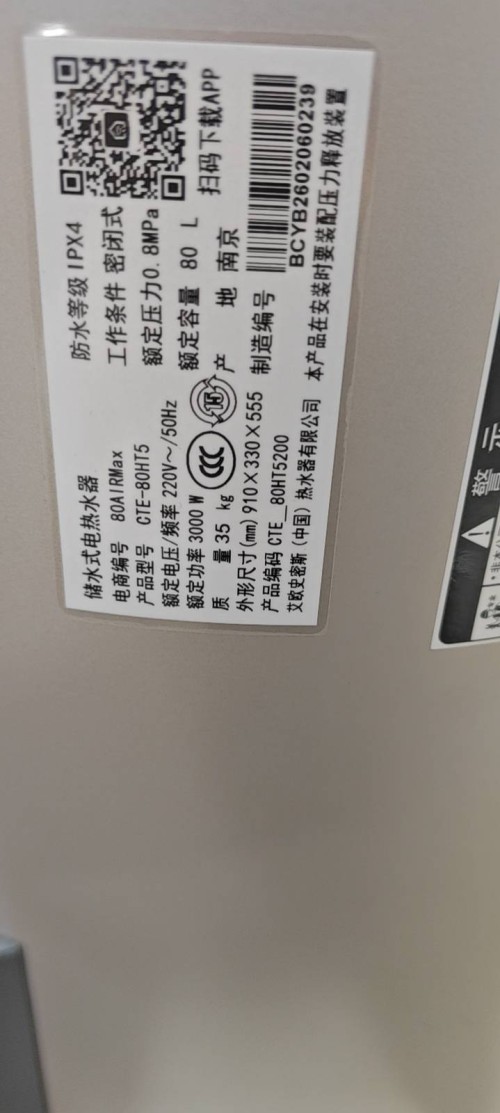 储水式电热水器
电商编号 80AIRMax
产品型号 CTE-80HT5
额定电压/频率 220V～/50Hz
额定功率 3000 W
质 量 35 kg
外形尺寸(mm) 910×330×555
产品编码 CTE__80HT5200
艾欧史密斯(中国)热水器有限公司
防水等级 IPX4
工作条件 密闭式
额定压力0.8MPa
额定容量 80 L
产 地 南京
制造编号
15
CCC
扫码下载APP
BCYB2602060239
本产品在安装时要装配压力释放装置
警 示